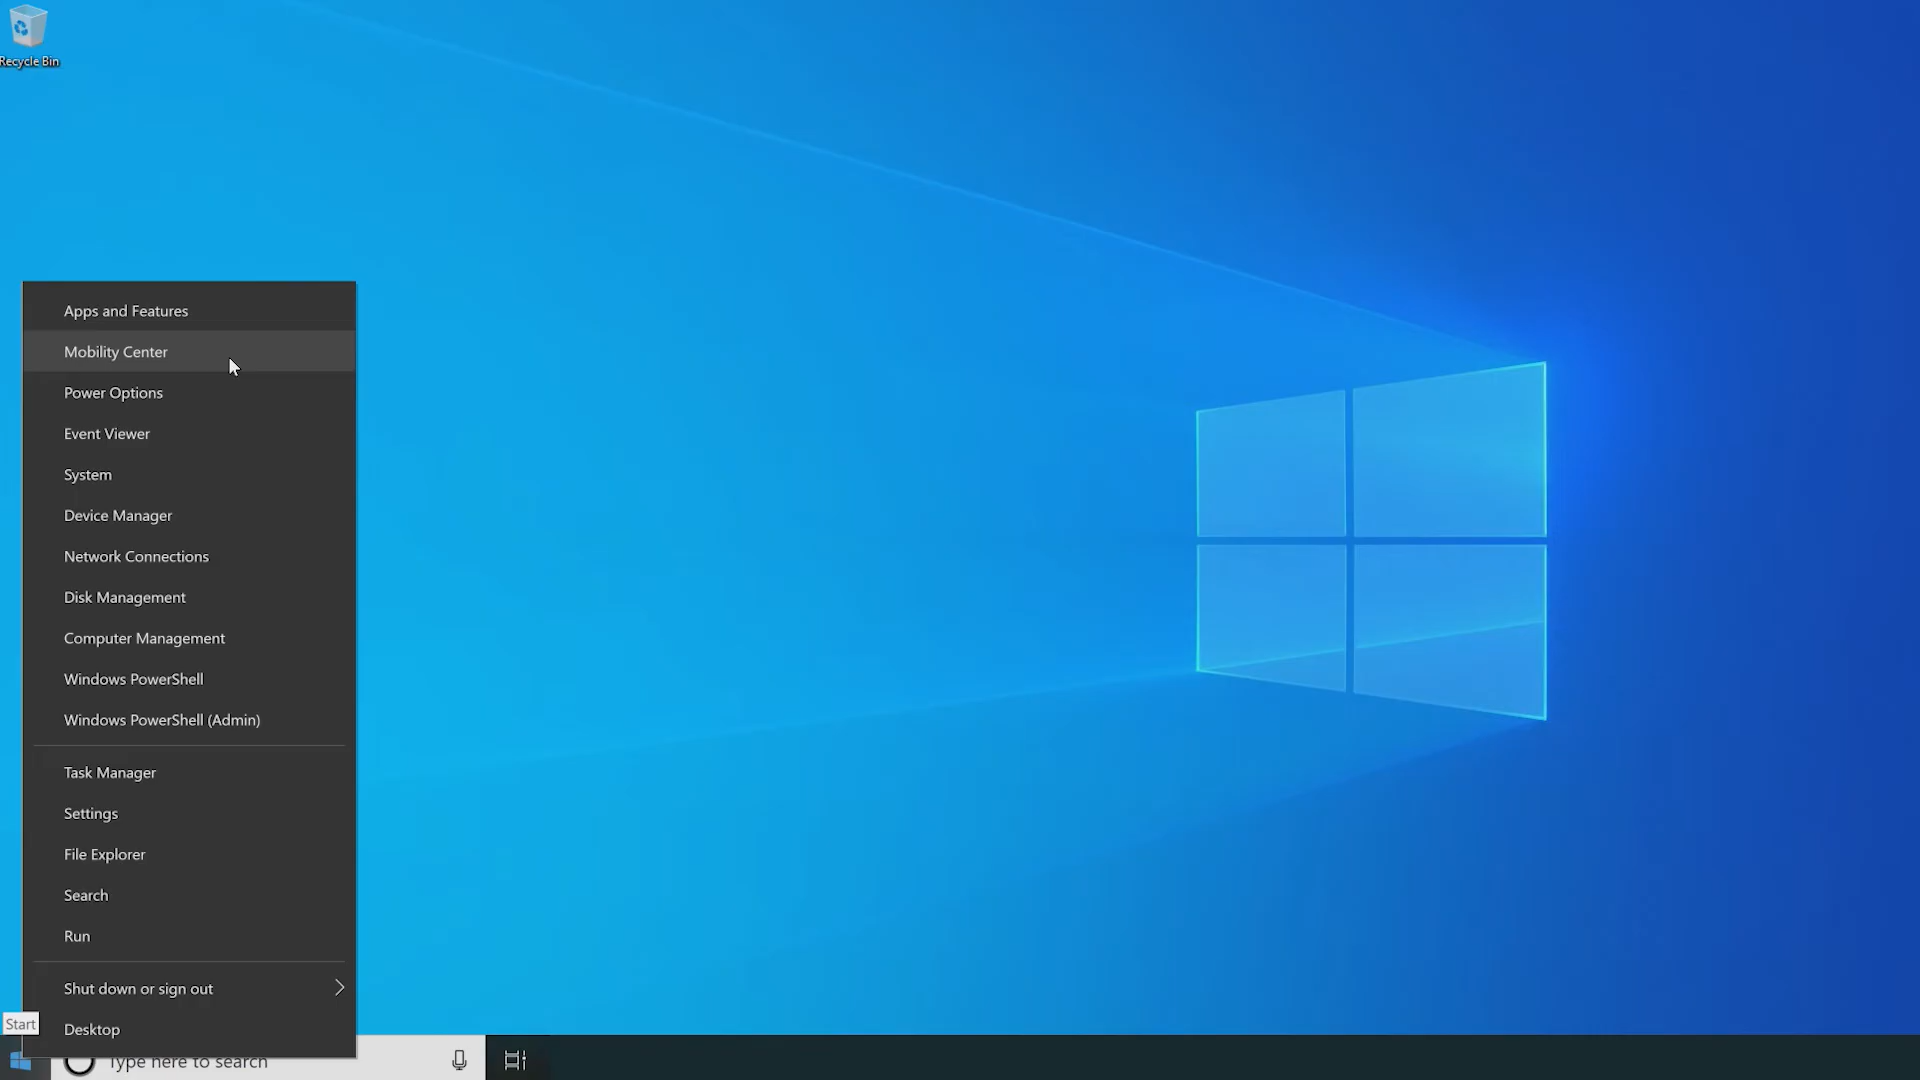 Recycle Bin
Apps and Features
Mobility Center
Power Options
Event Viewer
System
Device Manager
Network Connections
Disk Management
Computer Management
Windows PowerShell
Windows PowerShell (Admin)
Task Manager
Settings
File Explorer
Search
Run
Shut down or sign out
Desktop
Start
Type here to search